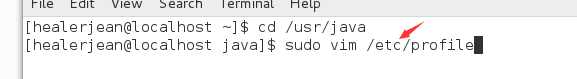 File Edit View Search Terminal Help
[healerjean@localhost ~]$ cd /usr/java
[healerjean@localhost java]$ sudo vim /etc/profile